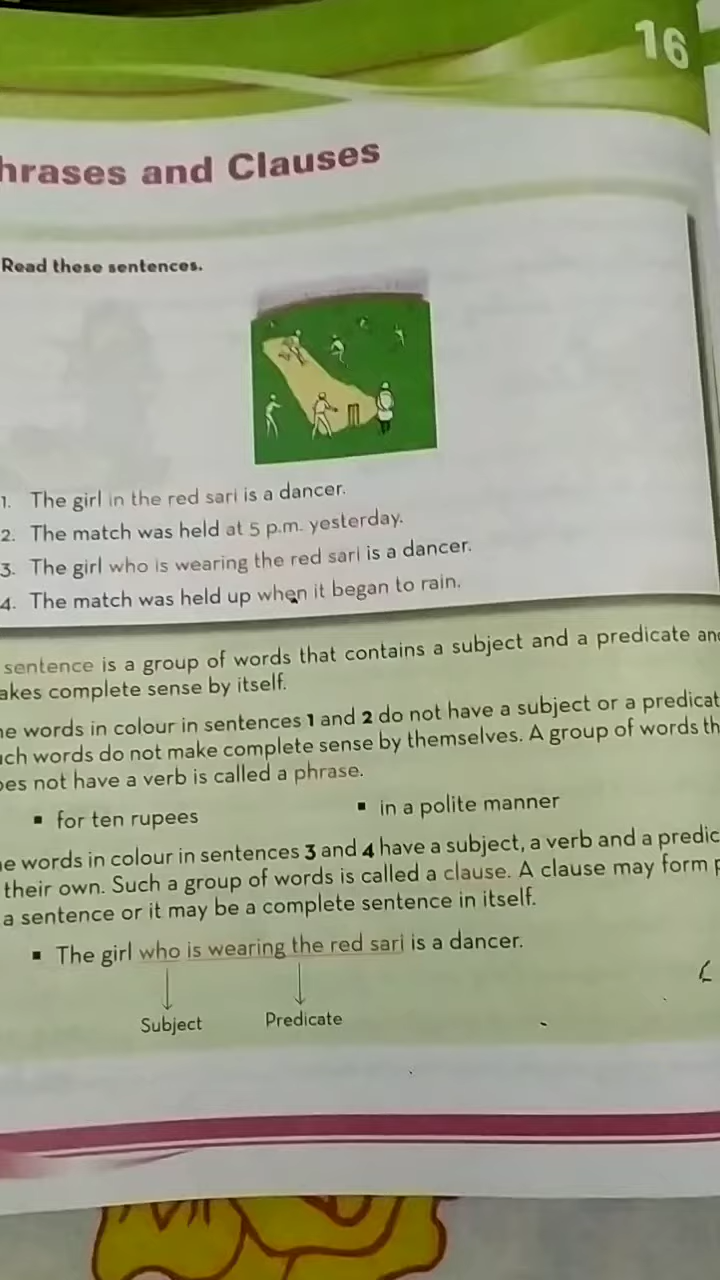 16
hrases and Clauses
Read these sentences.
1. The girl in the red sari is a dancer.
2. The match was held at 5 p.m. yesterday.
3. The girl who is wearing the red sari is a dancer.
4. The match was held up when it began to rain.
sentence is a group of words that contains a subject and a predicate an
akes complete sense by itself.
he words in colour in sentences 1 and 2 do not have a subject or a predicat
uch words do not make complete sense by themselves. A group of words th
oes not have a verb is called a phrase.
▪ for ten rupees ▪ in a polite manner
e words in colour in sentences 3 and 4 have a subject, a verb and a predic
their own. Such a group of words is called a clause. A clause may form p
a sentence or it may be a complete sentence in itself.
▪ The girl who is wearing the red sari is a dancer.
Subject Predicate